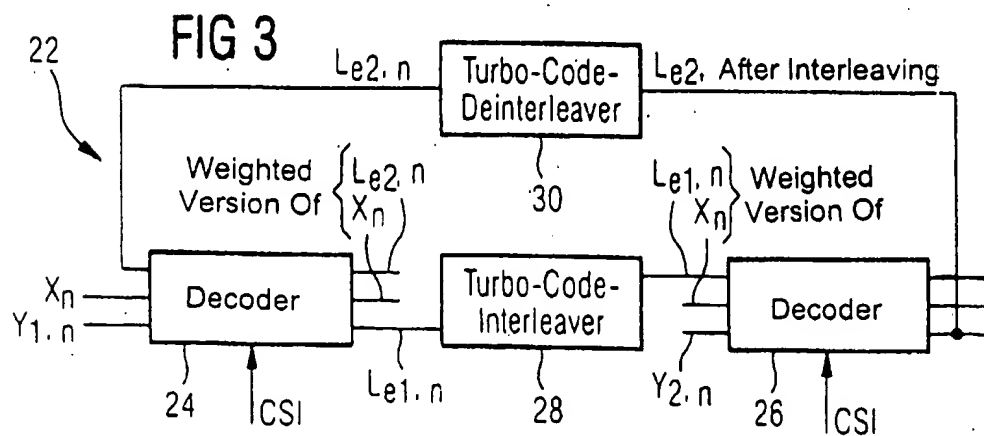 FIG 3
22
Le2, n
Turbo-Code-
Deinterleaver
Le2, After Interleaving
30
Weighted
Version Of
Le2, n
Xn
Le1, n
Xn
Weighted
Version Of
Xn
Y1, n
Decoder
Turbo-Code-
Interleaver
Decoder
24
CSI
Le1, n
28
Y2, n
26
CSI